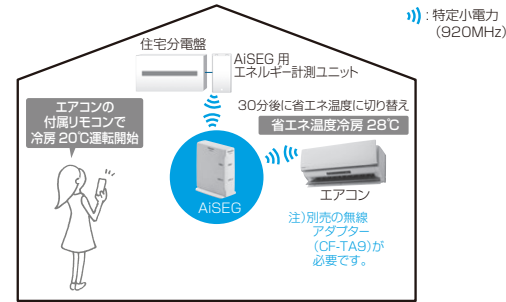 ：特定小電力
（920MHz）
住宅分電盤
AiSEG 用
エネルギー計測ユニット
エアコンの
付属リモコンで
冷房 20℃運転開始
30分後に省エネ温度に切り替え
省エネ温度冷房 28℃
AiSEG
エアコン
注）別売の無線
アダプター
（CF-TA9）が
必要です。